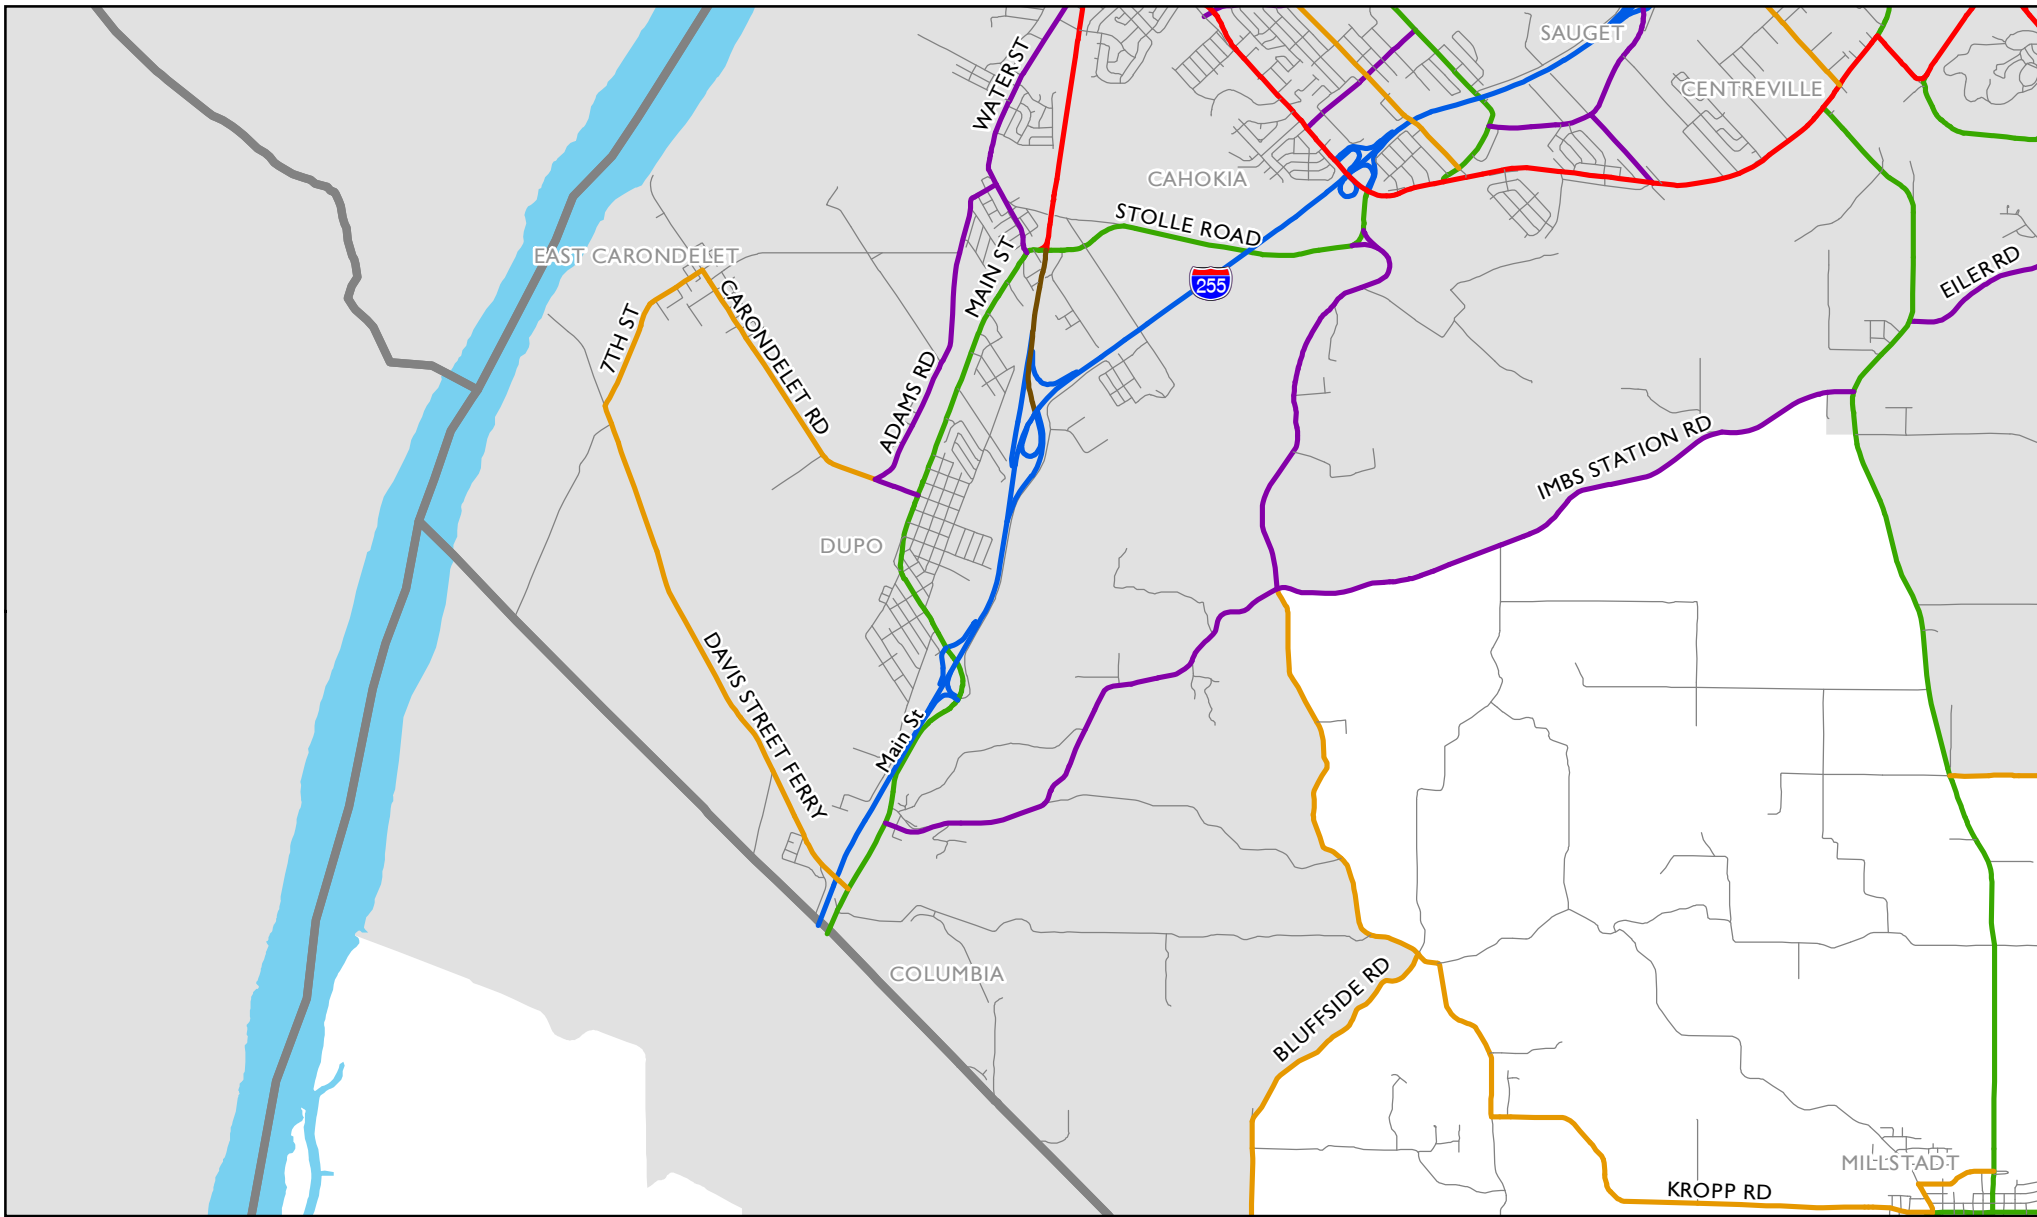 SAUGET
WATER ST
CENTREVILLE
CAHOKIA
STOLLE ROAD
EAST CARONDELET
MAIN ST
EILER RD
255
7TH ST
CARONDELET RD
ADAMS RD
IMBS STATION RD
DUPO
DAVIS STREET FERRY
Main St
COLUMBIA
BLUFFSIDE RD
MILLSTADT
KROPP RD